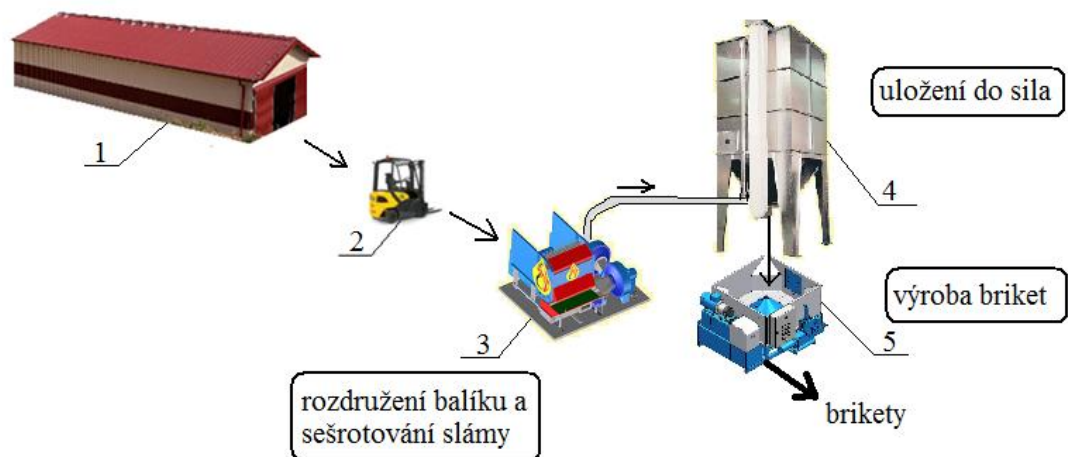 1
2
3
rozdružení balíku a
sešrotování slámy
uložení do sila
4
výroba briket
5
brikety